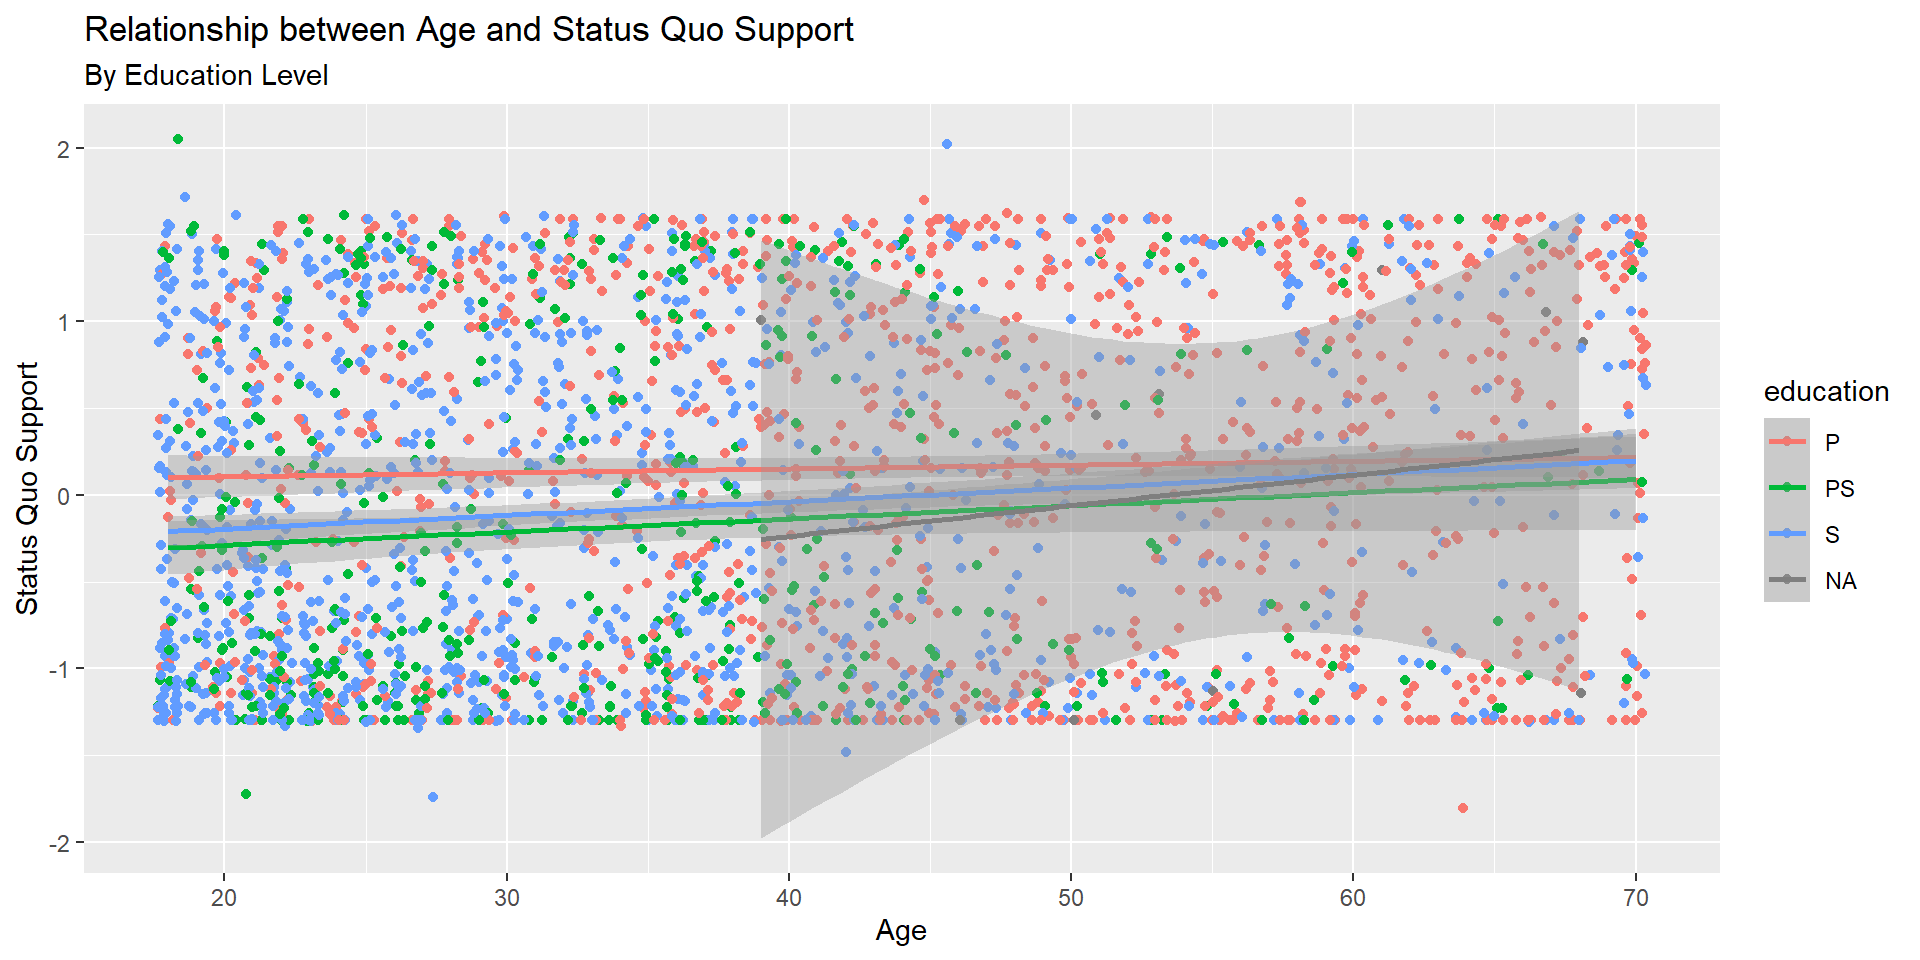 Relationship between Age and Status Quo Support
By Education Level
Status Quo Support
2
1
0
-1
-2
20 30 40 50 60 70
Age
education
P
PS
S
NA